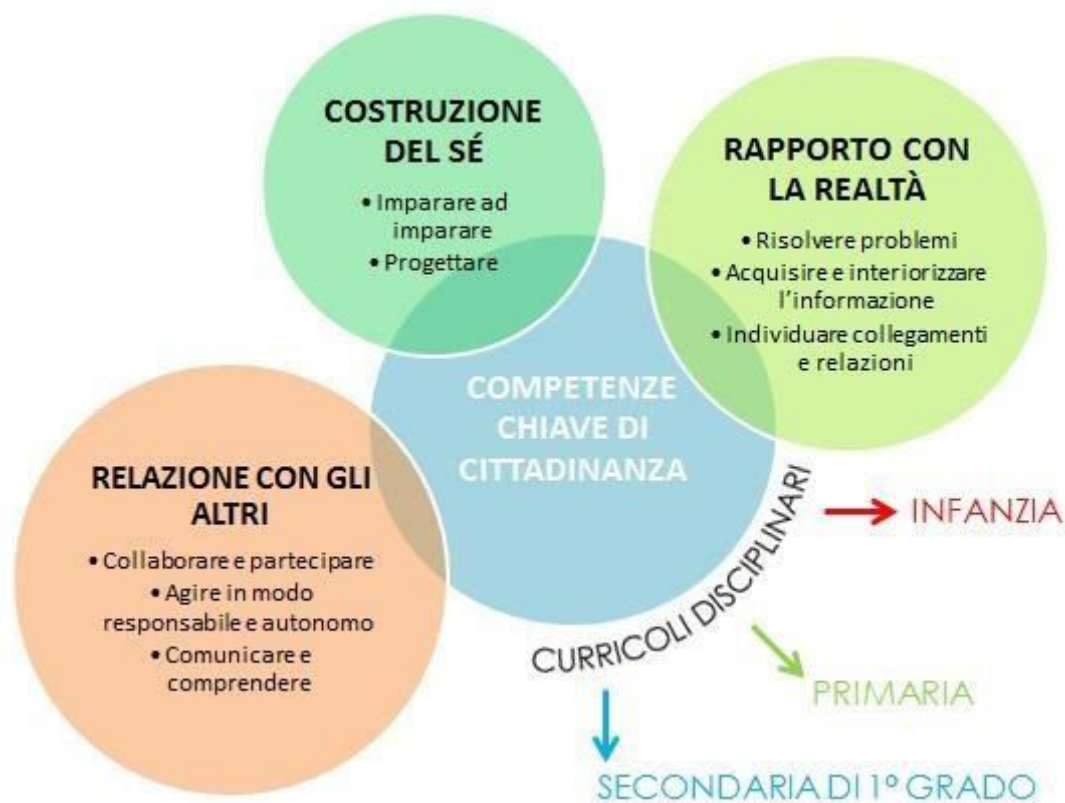 COSTRUZIONE
DEL SÉ
• Imparare ad
imparare
• Progettare
RAPPORTO CON
LA REALTÀ
• Risolvere problemi
• Acquisire e interiorizzare
l'informazione
• Individuare collegamenti
e relazioni
COMPETENZE
CHIAVE DI
CITTADINANZA
RELAZIONE CON GLI
ALTRI
• Collaborare e partecipare
• Agire in modo
responsabile e autonomo
• Comunicare e
comprendere
CURRICOLI DISCIPLINARI
INFANZIA
PRIMARIA
SECONDARIA DI 1º GRADO